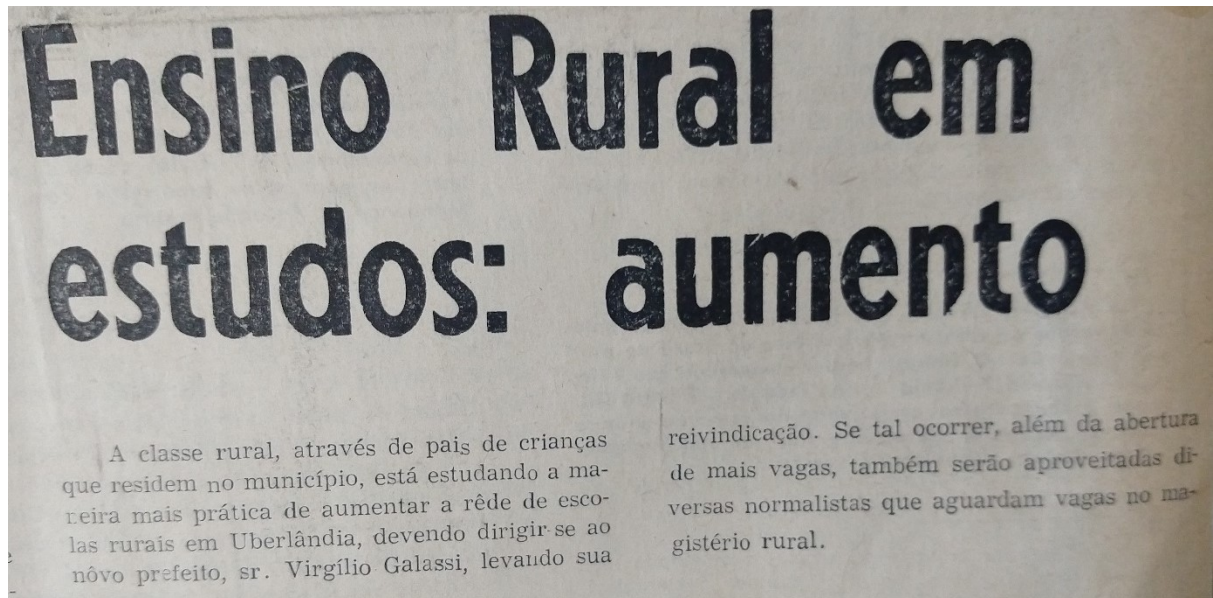 Ensino Rural em
estudos: aumento
A classe rural, através de pais de crianças
que residem no município, está estudando a ma-
neira mais prática de aumentar a rêde de esco-
las rurais em Uberlândia, devendo dirigir-se ao
nôvo prefeito, sr. Virgílio Galassi, levando sua
reivindicação. Se tal ocorrer, além da abertura
de mais vagas, também serão aproveitadas di-
versas normalistas que aguardam vagas no ma-
gistério rural.